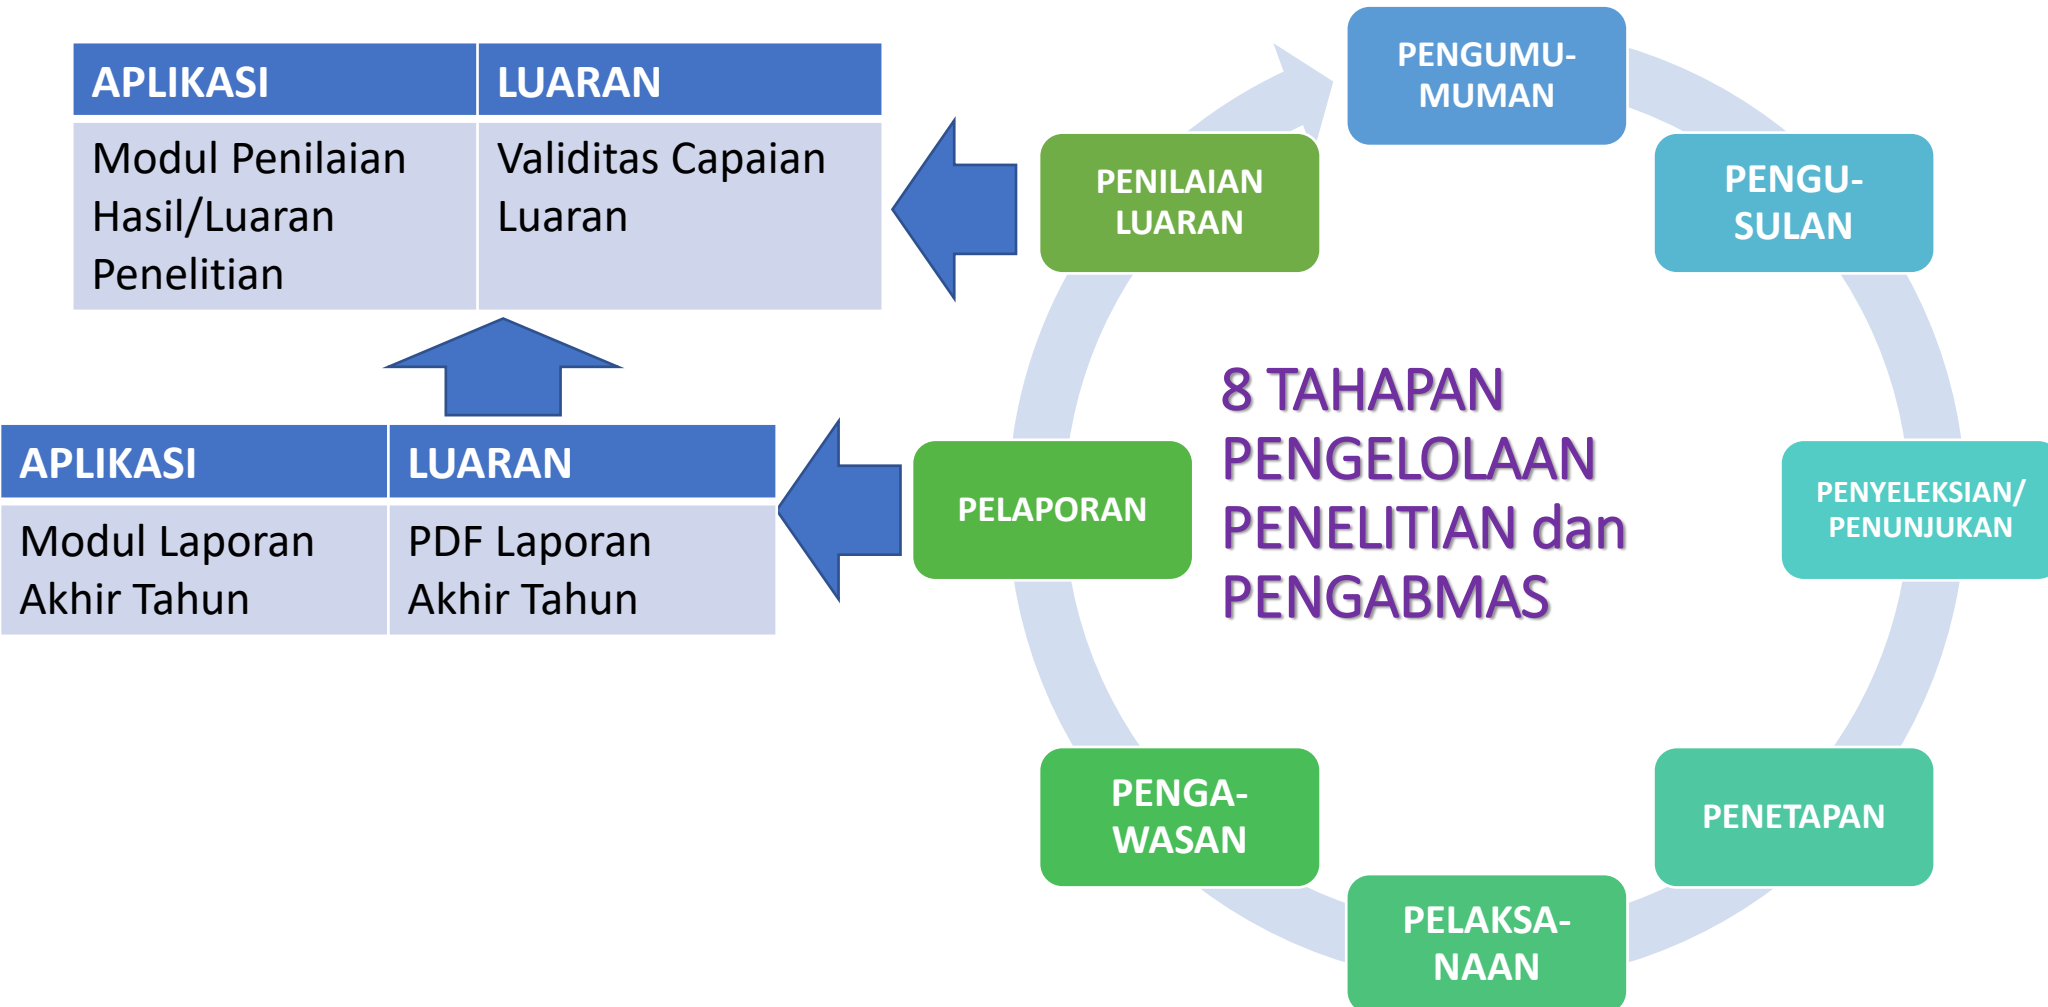 APLIKASI
LUARAN
Modul Penilaian
Hasil/Luaran
Penelitian
Validitas Capaian
Luaran
APLIKASI
LUARAN
Modul Laporan
Akhir Tahun
PDF Laporan
Akhir Tahun
PENGUMU-
MUMAN
PENGU-
SULAN
PENYELEKSIAN/
PENUNJUKAN
PENETAPAN
PELAKSA-
NAAN
PENGA-
WASAN
PELAPORAN
PENILAIAN
LUARAN
8 TAHAPAN
PENGELOLAAN
PENELITIAN dan
PENGABMAS